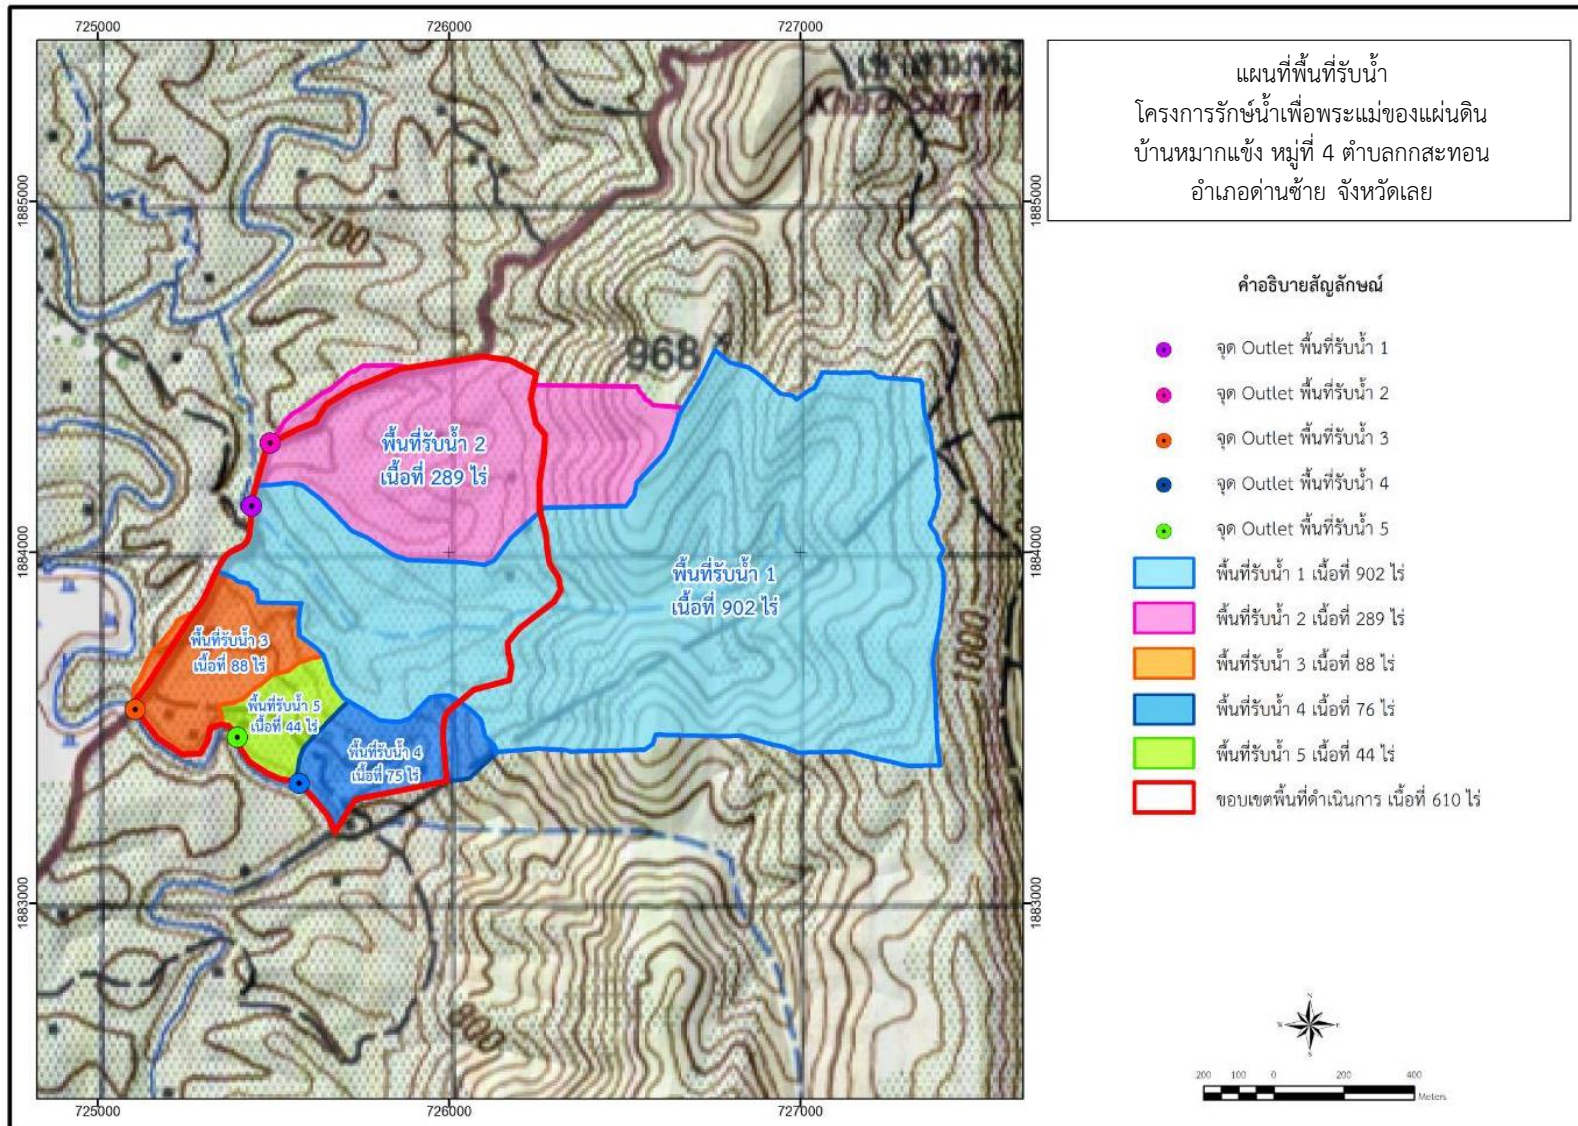 แผนที่พื้นที่รับน้ำ
โครงการรักษ์น้ำเพื่อพระแม่ของแผ่นดิน
บ้านหมากแข้ง หมู่ที่ 4 ตำบลกกสะทอน
อำเภอด่านซ้าย จังหวัดเลย
คำอธิบายสัญลักษณ์
จุด Outlet พื้นที่รับน้ำ 1
จุด Outlet พื้นที่รับน้ำ 2
จุด Outlet พื้นที่รับน้ำ 3
จุด Outlet พื้นที่รับน้ำ 4
จุด Outlet พื้นที่รับน้ำ 5
พื้นที่รับน้ำ 1 เนื้อที่ 902 ไร่
พื้นที่รับน้ำ 2 เนื้อที่ 289 ไร่
พื้นที่รับน้ำ 3 เนื้อที่ 88 ไร่
พื้นที่รับน้ำ 4 เนื้อที่ 76 ไร่
พื้นที่รับน้ำ 5 เนื้อที่ 44 ไร่
ขอบเขตพื้นที่ดำเนินการ เนื้อที่ 610 ไร่
N
200 100 0 200 400
Meters
725000 726000 727000
1885000
1885000
700
968
พื้นที่รับน้ำ 2
เนื้อที่ 289 ไร่
1884000
1884000
พื้นที่รับน้ำ 1
เนื้อที่ 902 ไร่
พื้นที่รับน้ำ 3
เนื้อที่ 88 ไร่
พื้นที่รับน้ำ 5
เนื้อที่ 44 ไร่
พื้นที่รับน้ำ 4
เนื้อที่ 75 ไร่
1883000
1883000
800
725000 726000 727000